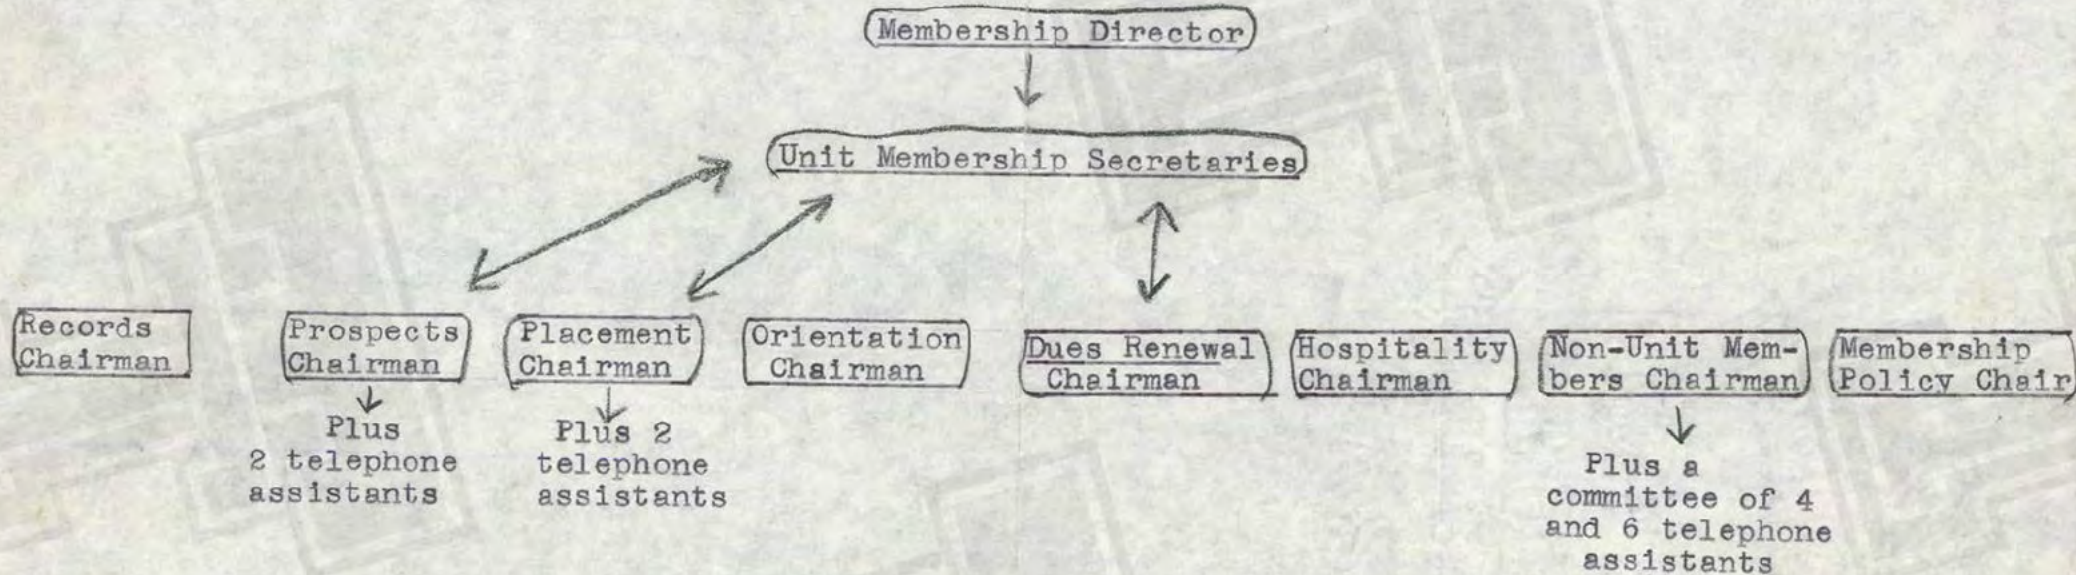 Membership Director
Unit Membership Secretaries
Records
Chairman
Prospects
Chairman
Plus
2 telephone
assistants
Placement
Chairman
Plus 2
telephone
assistants
Orientation
Chairman
Dues Renewal
Chairman
Hospitality
Chairman
Non-Unit Mem-
bers Chairman
Plus a
committee of 4
and 6 telephone
assistants
Membership
Policy Chair